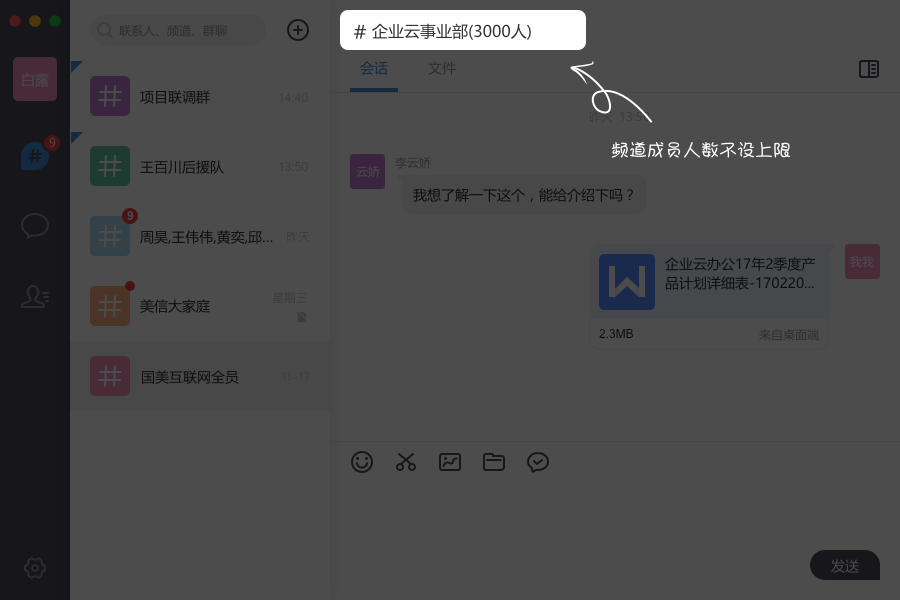 联系人、频道、群聊
# 企业云事业部(3000人)
会话
文件
白露
9
项目联调群
14:40
王百川后援队
13:50
9
周昊,王伟伟,黄奕,邱...
昨天
美信大家庭
星期三
国美互联网全员
11-17
昨天 13:5
频道成员人数不设上限
李云娇
云娇
我想了解一下这个，能给介绍下吗？
我我
企业云办公17年2季度产
品计划详细表-170220...
2.3MB
来自桌面端
发送